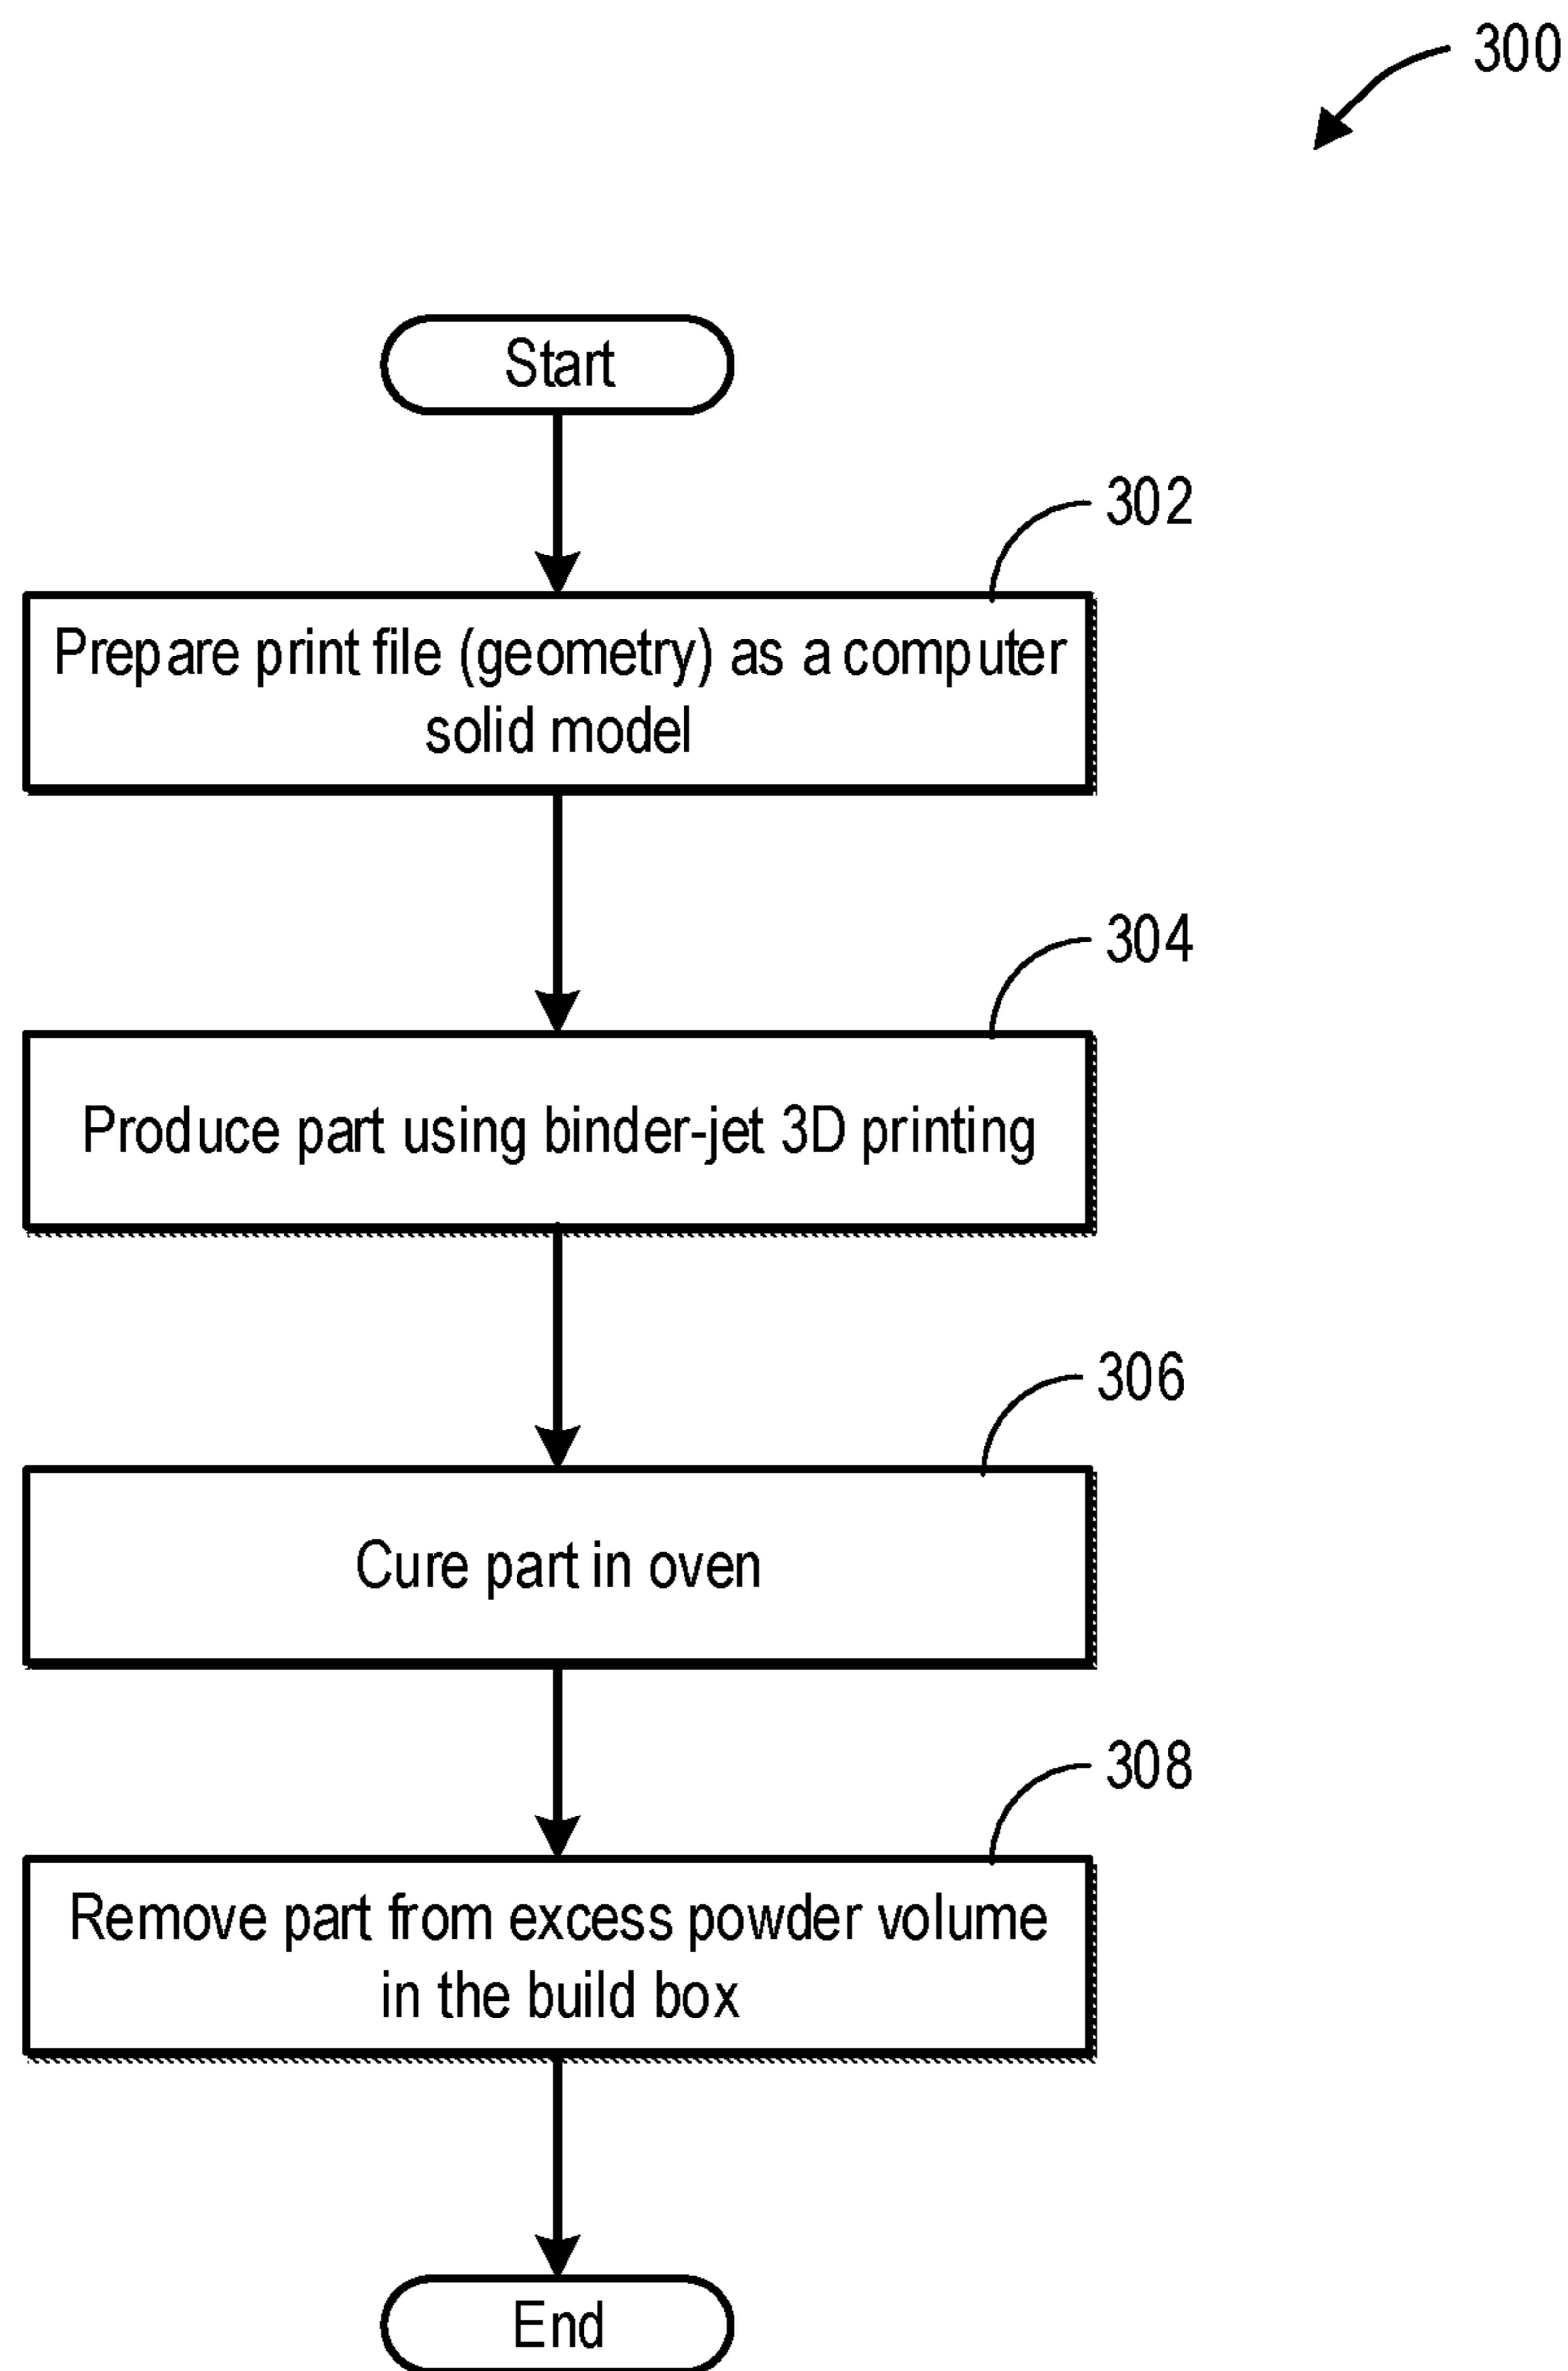 300
Start
302
Prepare print file (geometry) as a computer
solid model
304
Produce part using binder-jet 3D printing
306
Cure part in oven
308
Remove part from excess powder volume
in the build box
End